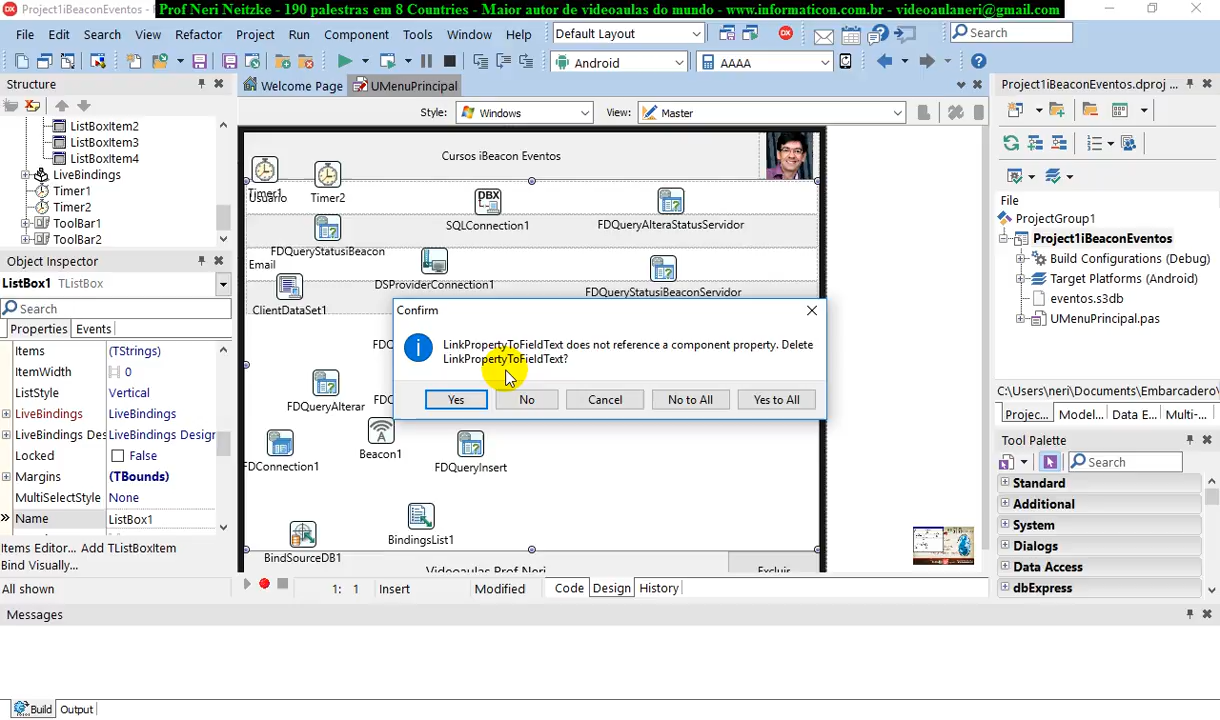 Project1iBeaconEventos -
Prof Neri Neitzke - 190 palestras em 8 Countries - Maior autor de videoaulas do mundo - www.informaticon.com.br - videoaulaneri@gmail.com
File Edit Search View Refactor Project Run Component Tools Window Help
Default Layout
Search
Android
AAAA
Structure
Welcome Page
UMenuPrincipal
Project1iBeaconEventos.dproj ...
Style:
Windows
View:
Master
ListBoxItem2
ListBoxItem3
ListBoxItem4
LiveBindings
Timer1
Timer2
ToolBar1
ToolBar2
Cursos iBeacon Eventos
Timer1
Usuario
Timer2
SQLConnection1
FDQueryAlteraStatusServidor
FDQueryStatusiBeacon
Email
DSProviderConnection1
FDQueryStatusiBeaconServidor
ClientDataSet1
Confirm
LinkPropertyToFieldText does not reference a component property. Delete
LinkPropertyToFieldText?
Yes
No
Cancel
No to All
Yes to All
FDC
FDQueryAlterar
FDC
FDConnection1
Beacon1
FDQueryInsert
BindingsList1
BindSourceDB1
Videoaulas Prof Neri
Excluir
Object Inspector
ListBox1 TListBox
Search
Properties Events
Items (TStrings)
ItemWidth 0
ListStyle Vertical
LiveBindings LiveBindings
LiveBindings Des LiveBindings Design
Locked False
Margins (TBounds)
MultiSelectStyle None
Name ListBox1
Items Editor... Add TListBoxItem
Bind Visually...
All shown
1: 1
Insert
Modified
Code Design History
File
ProjectGroup1
Project1iBeaconEventos
Build Configurations (Debug)
Target Platforms (Android)
eventos.s3db
UMenuPrincipal.pas
C:\Users\neri\Documents\Embarcadero\
Projec... Model... Data E... Multi-...
Tool Palette
Search
Standard
Additional
System
Dialogs
Data Access
dbExpress
Messages
Build Output